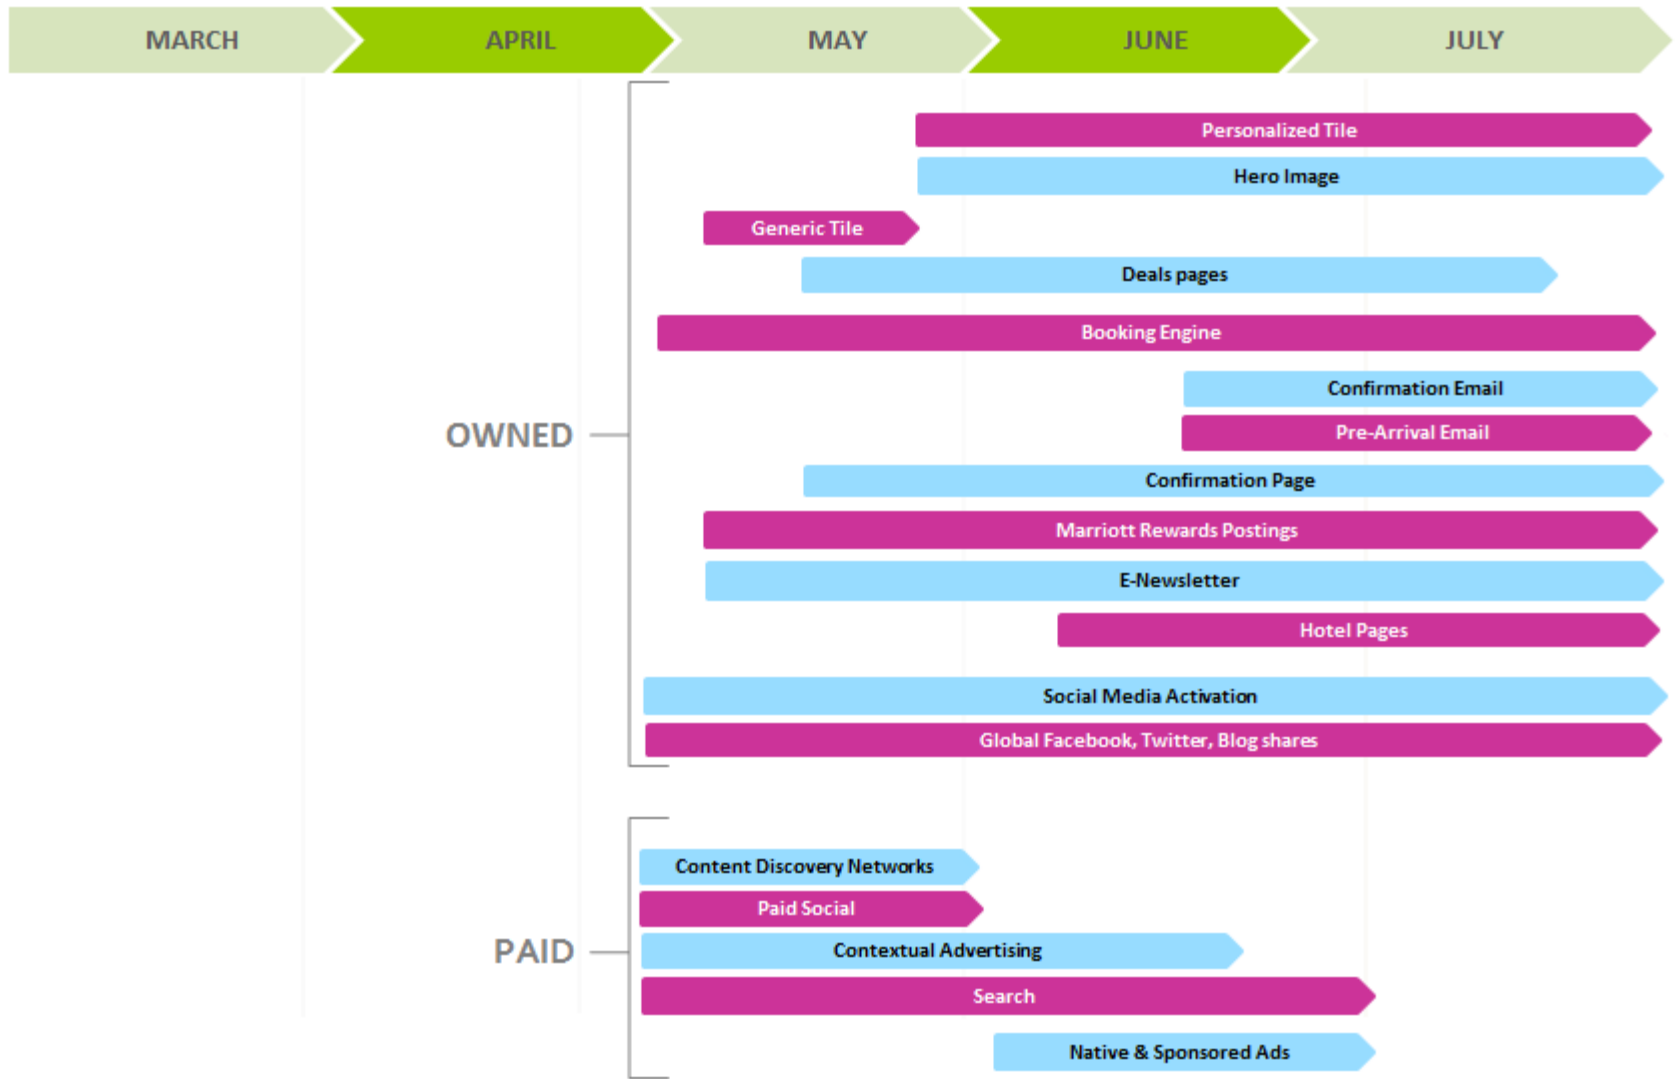 MARCH
APRIL
MAY
JUNE
JULY
OWNED
Personalized Tile
Hero Image
Generic Tile
Deals pages
Booking Engine
Confirmation Email
Pre-Arrival Email
Confirmation Page
Marriott Rewards Postings
E-Newsletter
Hotel Pages
Social Media Activation
Global Facebook, Twitter, Blog shares
PAID
Content Discovery Networks
Paid Social
Contextual Advertising
Search
Native & Sponsored Ads